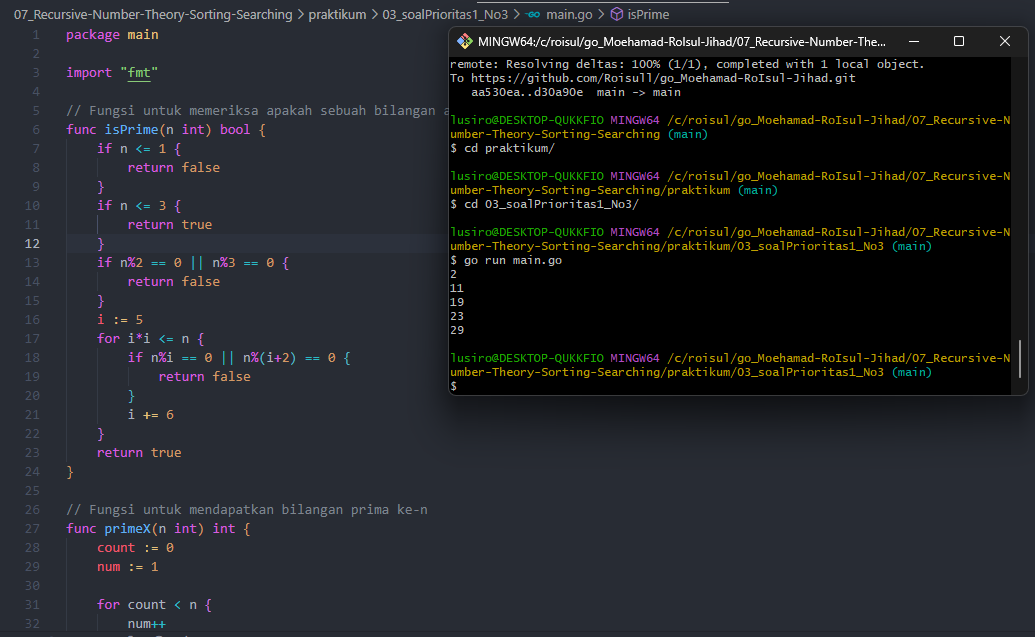 07_Recursive-Number-Theory-Sorting-Searching > praktikum > 03_soalPrioritas1_No3 > main.go > isPrime
1 package main
2
3 import "fmt"
4
5 // Fungsi untuk memeriksa apakah sebuah bilangan a
6 func isPrime(n int) bool {
7 if n <= 1 {
8 return false
9 }
10 if n <= 3 {
11 return true
12 }
13 if n%2 == 0 || n%3 == 0 {
14 return false
15 }
16 i := 5
17 for i*i <= n {
18 if n%i == 0 || n%(i+2) == 0 {
19 return false
20 }
21 i += 6
22 }
23 return true
24 }
25
26 // Fungsi untuk mendapatkan bilangan prima ke-n
27 func primeX(n int) int {
28 count := 0
29 num := 1
30
31 for count < n {
32 num++
MINGW64:/c/roisul/go_Moehamad-RoIsul-Jihad/07_Recursive-Number-The...
remote: Resolving deltas: 100% (1/1), completed with 1 local object.
To https://github.com/Roisull/go_Moehamad-RoIsul-Jihad.git
aa530ea..d30a90e main -> main
lusiro@DESKTOP-QUKKFIO MINGW64 /c/roisul/go_Moehamad-RoIsul-Jihad/07_Recursive-N
umber-Theory-Sorting-Searching (main)
$ cd praktikum/
lusiro@DESKTOP-QUKKFIO MINGW64 /c/roisul/go_Moehamad-RoIsul-Jihad/07_Recursive-N
umber-Theory-Sorting-Searching/praktikum (main)
$ cd 03_soalPrioritas1_No3/
lusiro@DESKTOP-QUKKFIO MINGW64 /c/roisul/go_Moehamad-RoIsul-Jihad/07_Recursive-N
umber-Theory-Sorting-Searching/praktikum/03_soalPrioritas1_No3 (main)
$ go run main.go
2
11
19
23
29
lusiro@DESKTOP-QUKKFIO MINGW64 /c/roisul/go_Moehamad-RoIsul-Jihad/07_Recursive-N
umber-Theory-Sorting-Searching/praktikum/03_soalPrioritas1_No3 (main)
$